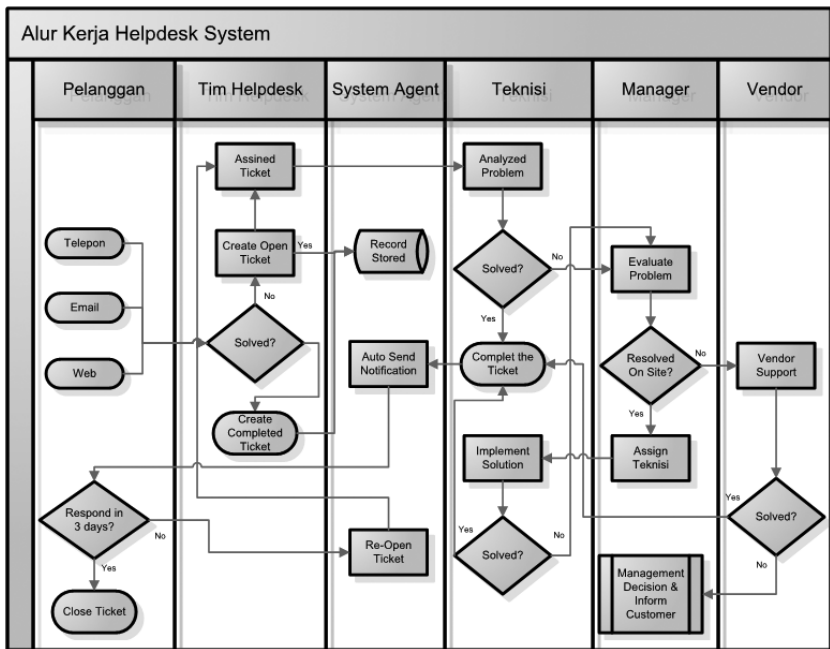 Alur Kerja Helpdesk System
Pelanggan
Tim Helpdesk
System Agent
Teknisi
Manager
Vendor
Assined
Ticket
Analyzed
Problem
Telepon
Create Open
Ticket
Yes
Record
Stored
Solved?
No
Evaluate
Problem
No
Email
Solved?
Yes
Web
Auto Send
Notification
Complet the
Ticket
Resolved
On Site?
No
Vendor
Support
Create
Completed
Ticket
Yes
Implement
Solution
Assign
Teknisi
Respond in
3 days?
No
Yes
Re-Open
Ticket
Yes
Solved?
No
Yes
Solved?
No
Close Ticket
Management
Decision &
Inform
Customer